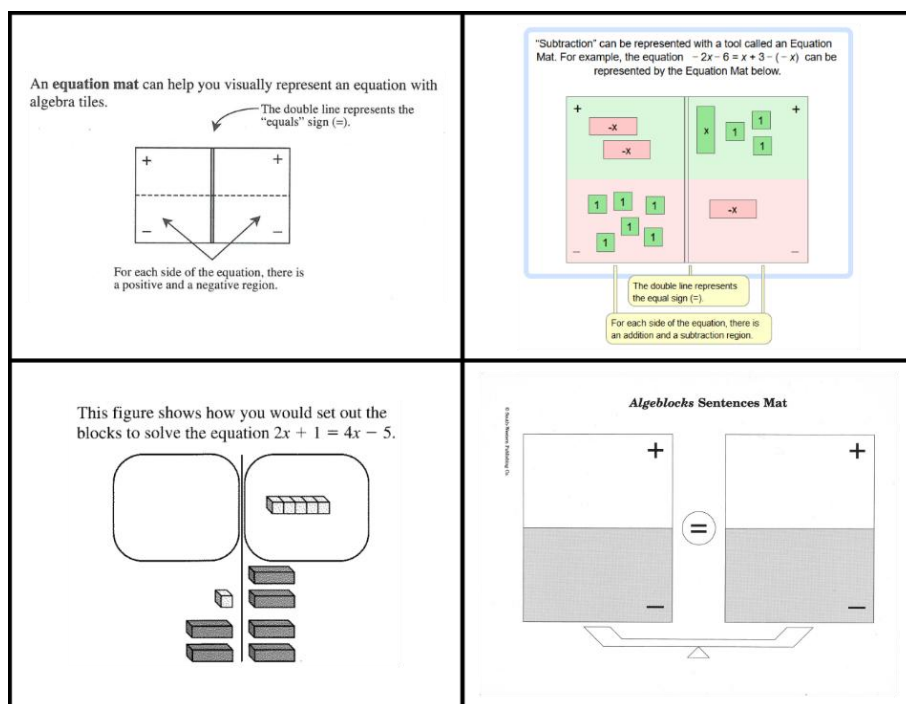 An equation mat can help you visually represent an equation with
algebra tiles.
The double line represents the
"equals" sign (=).
+ +
− −
For each side of the equation, there is
a positive and a negative region.
"Subtraction" can be represented with a tool called an Equation
Mat. For example, the equation − 2x − 6 = x + 3 − (− x) can be
represented by the Equation Mat below.
+ +
-x
-x
x 1 1 1
1 1 1
1
1 1
-x
− −
The double line represents
the equal sign (=).
For each side of the equation, there is
an addition and a subtraction region.
This figure shows how you would set out the
blocks to solve the equation 2x + 1 = 4x − 5.
Algeblocks Sentences Mat
+ +
=
− −